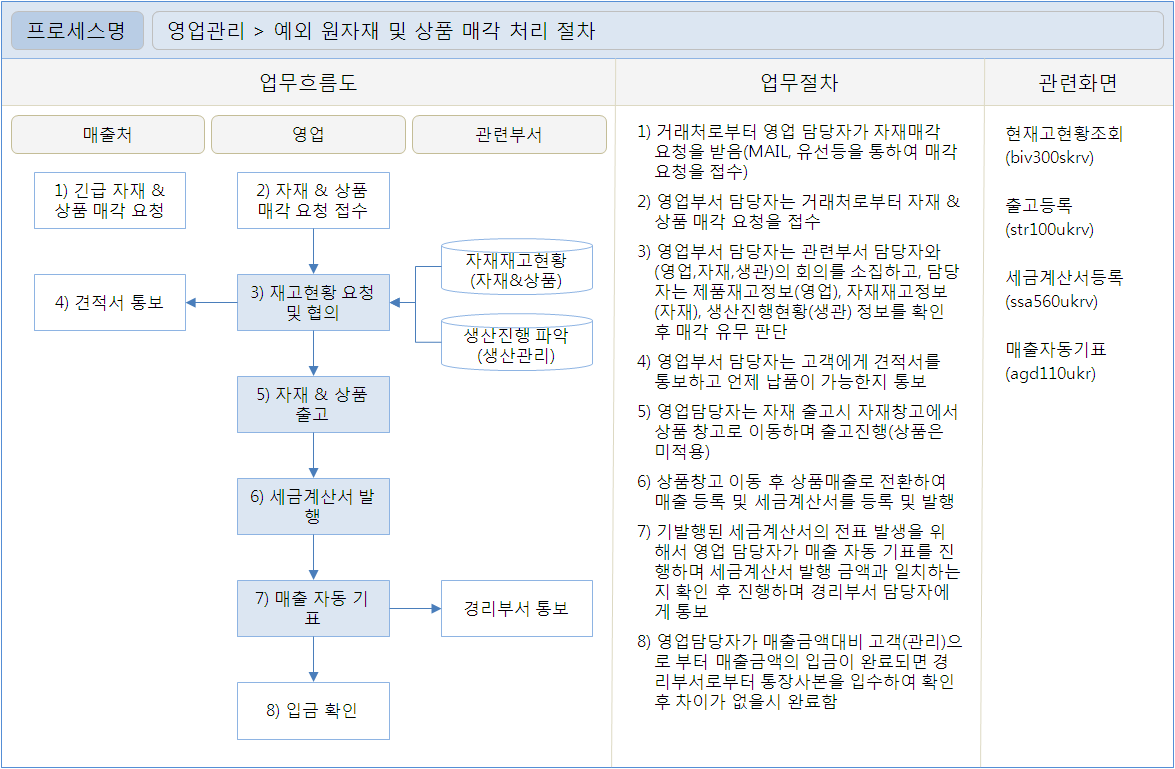 프로세스명
영업관리 > 예외 원자재 및 상품 매각 처리 절차
업무흐름도
업무절차
관련화면
매출처
영업
관련부서
1) 긴급 자재 &
상품 매각 요청
2) 자재 & 상품
매각 요청 접수
자재재고현황
(자재&상품)
4) 견적서 통보
3) 재고현황 요청
및 협의
생산진행 파악
(생산관리)
5) 자재 & 상품
출고
6) 세금계산서 발
행
7) 매출 자동 기
표
경리부서 통보
8) 입금 확인
1) 거래처로부터 영업 담당자가 자재매각
요청을 받음(MAIL, 유선등을 통하여 매각
요청을 접수)
2) 영업부서 담당자는 거래처로부터 자재 &
상품 매각 요청을 접수
3) 영업부서 담당자는 관련부서 담당자와
(영업,자재,생관)의 회의를 소집하고, 담당
자는 제품재고정보(영업), 자재재고정보
(자재), 생산진행현황(생관) 정보를 확인
후 매각 유무 판단
4) 영업부서 담당자는 고객에게 견적서를
통보하고 언제 납품이 가능한지 통보
5) 영업담당자는 자재 출고시 자재창고에서
상품 창고로 이동하며 출고진행(상품은
미적용)
6) 상품창고 이동 후 상품매출로 전환하여
매출 등록 및 세금계산서를 등록 및 발행
7) 기발행된 세금계산서의 전표 발생을 위
해서 영업 담당자가 매출 자동 기표를 진
행하며 세금계산서 발행 금액과 일치하는
지 확인 후 진행하며 경리부서 담당자에
게 통보
8) 영업담당자가 매출금액대비 고객(관리)으
로 부터 매출금액의 입금이 완료되면 경
리부서로부터 통장사본을 입수하여 확인
후 차이가 없을시 완료함
현재고현황조회
(biv300skrv)
출고등록
(str100ukrv)
세금계산서등록
(ssa560ukrv)
매출자동기표
(agd110ukr)